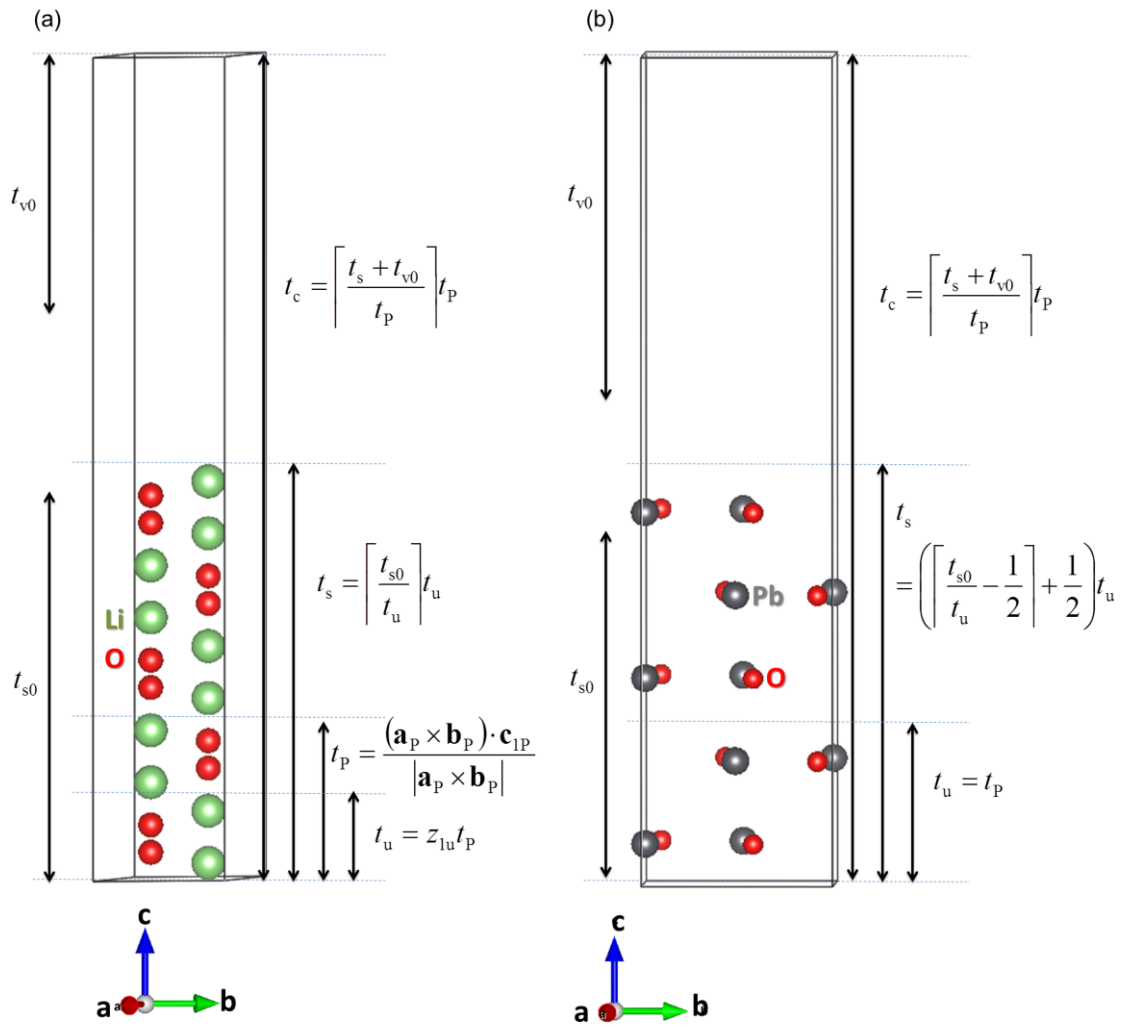 (a)
t_v0
t_c = ⌈(t_s + t_v0) / t_P⌉ t_P
t_s = ⌈t_s0 / t_u⌉ t_u
Li
O
t_s0
t_P = ((a_P × b_P) · c_1P) / |a_P × b_P|
t_u = z_1u t_P
c
a a b
(b)
t_v0
t_c = ⌈(t_s + t_v0) / t_P⌉ t_P
t_s
= (⌈t_s0 / t_u − 1/2⌉ + 1/2) t_u
Pb
O
t_s0
t_u = t_P
c
a a b